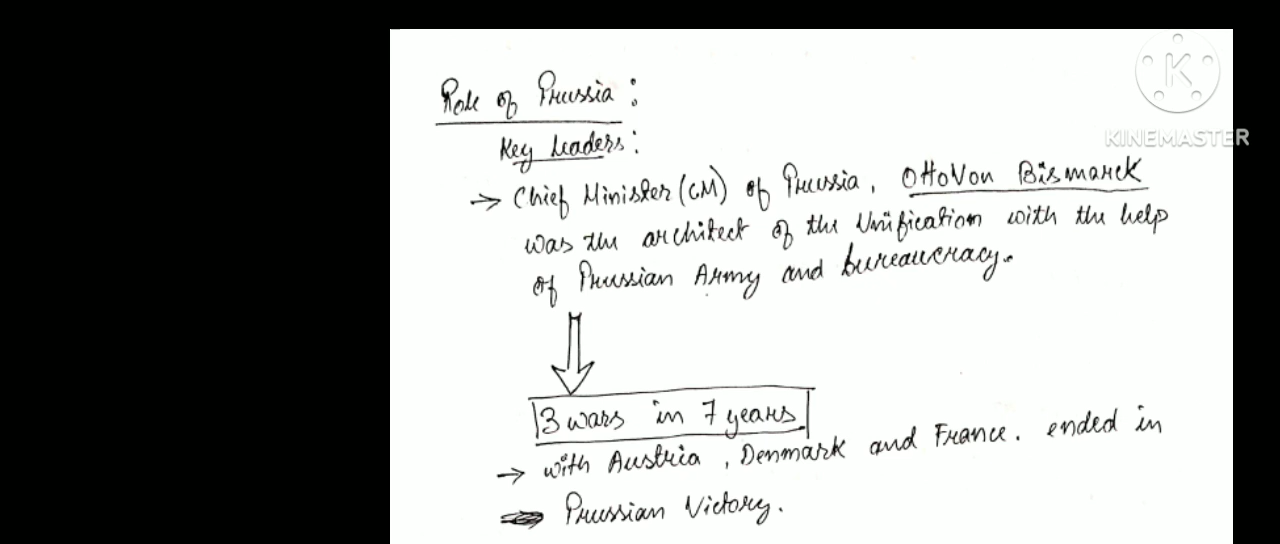 Role of Prussia :
Key Leaders :
KINEMASTER
→ Chief Minister (CM) of Prussia, Otto Von Bismarck
was the architect of the Unification with the help
of Prussian Army and bureaucracy.
3 wars in 7 years
→ with Austria, Denmark and France. ended in
Prussian Victory.